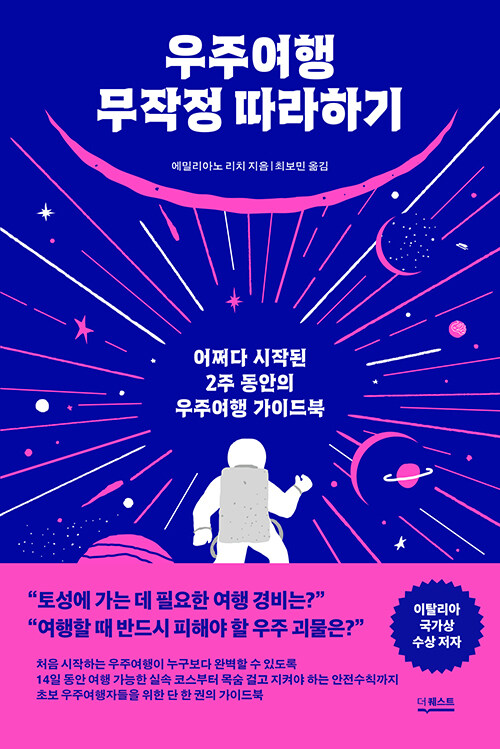 우주여행
무작정 따라하기
에밀리아노 리치 지음 | 최보민 옮김
어쩌다 시작된
2주 동안의
우주여행 가이드북
“토성에 가는 데 필요한 여행 경비는?”
“여행할 때 반드시 피해야 할 우주 괴물은?”
이탈리아
국가상
수상 저자
처음 시작하는 우주여행이 누구보다 완벽할 수 있도록
14일 동안 여행 가능한 실속 코스부터 목숨 걸고 지켜야 하는 안전수칙까지
초보 우주여행자들을 위한 단 한 권의 가이드북
더 퀘스트